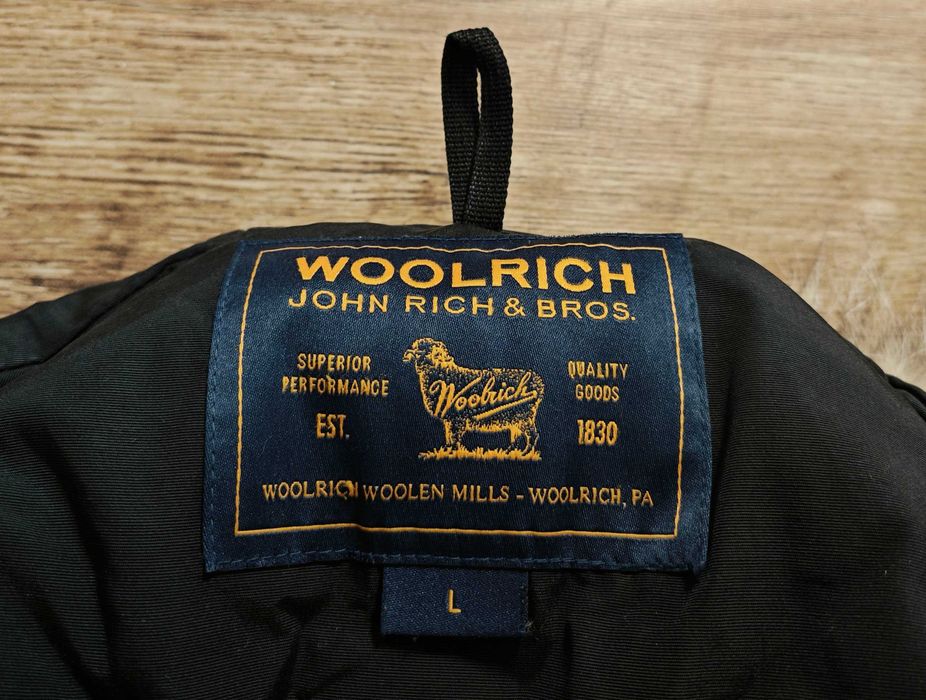 WOOLRICH
JOHN RICH & BROS.
SUPERIOR
PERFORMANCE
EST.
Woolrich
QUALITY
GOODS
1830
WOOLRICH WOOLEN MILLS - WOOLRICH, PA
L